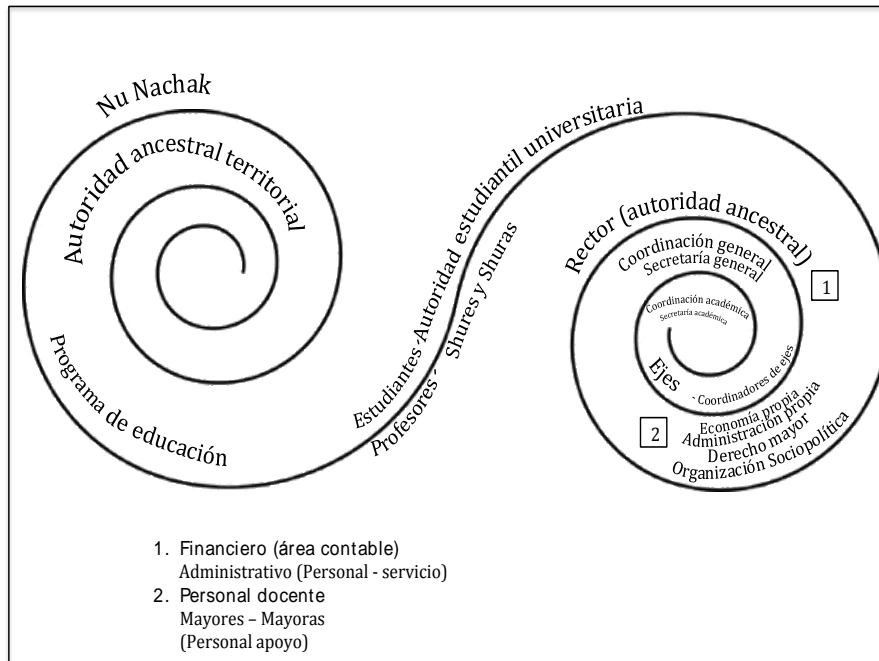 Nu Nachak
Autoridad ancestral territorial
Programa de educación
Estudiantes -Autoridad estudiantil universitaria
Profesores - Shures y Shuras
Rector (autoridad ancestral)
Coordinación general
Secretaría general
Coordinación académica
Secretaría académica
1
Ejes
- Coordinadores de ejes
2
Economía propia
Administración propia
Derecho mayor
Organización Sociopolítica
1. Financiero (área contable)
Administrativo (Personal - servicio)
2. Personal docente
Mayores – Mayoras
(Personal apoyo)